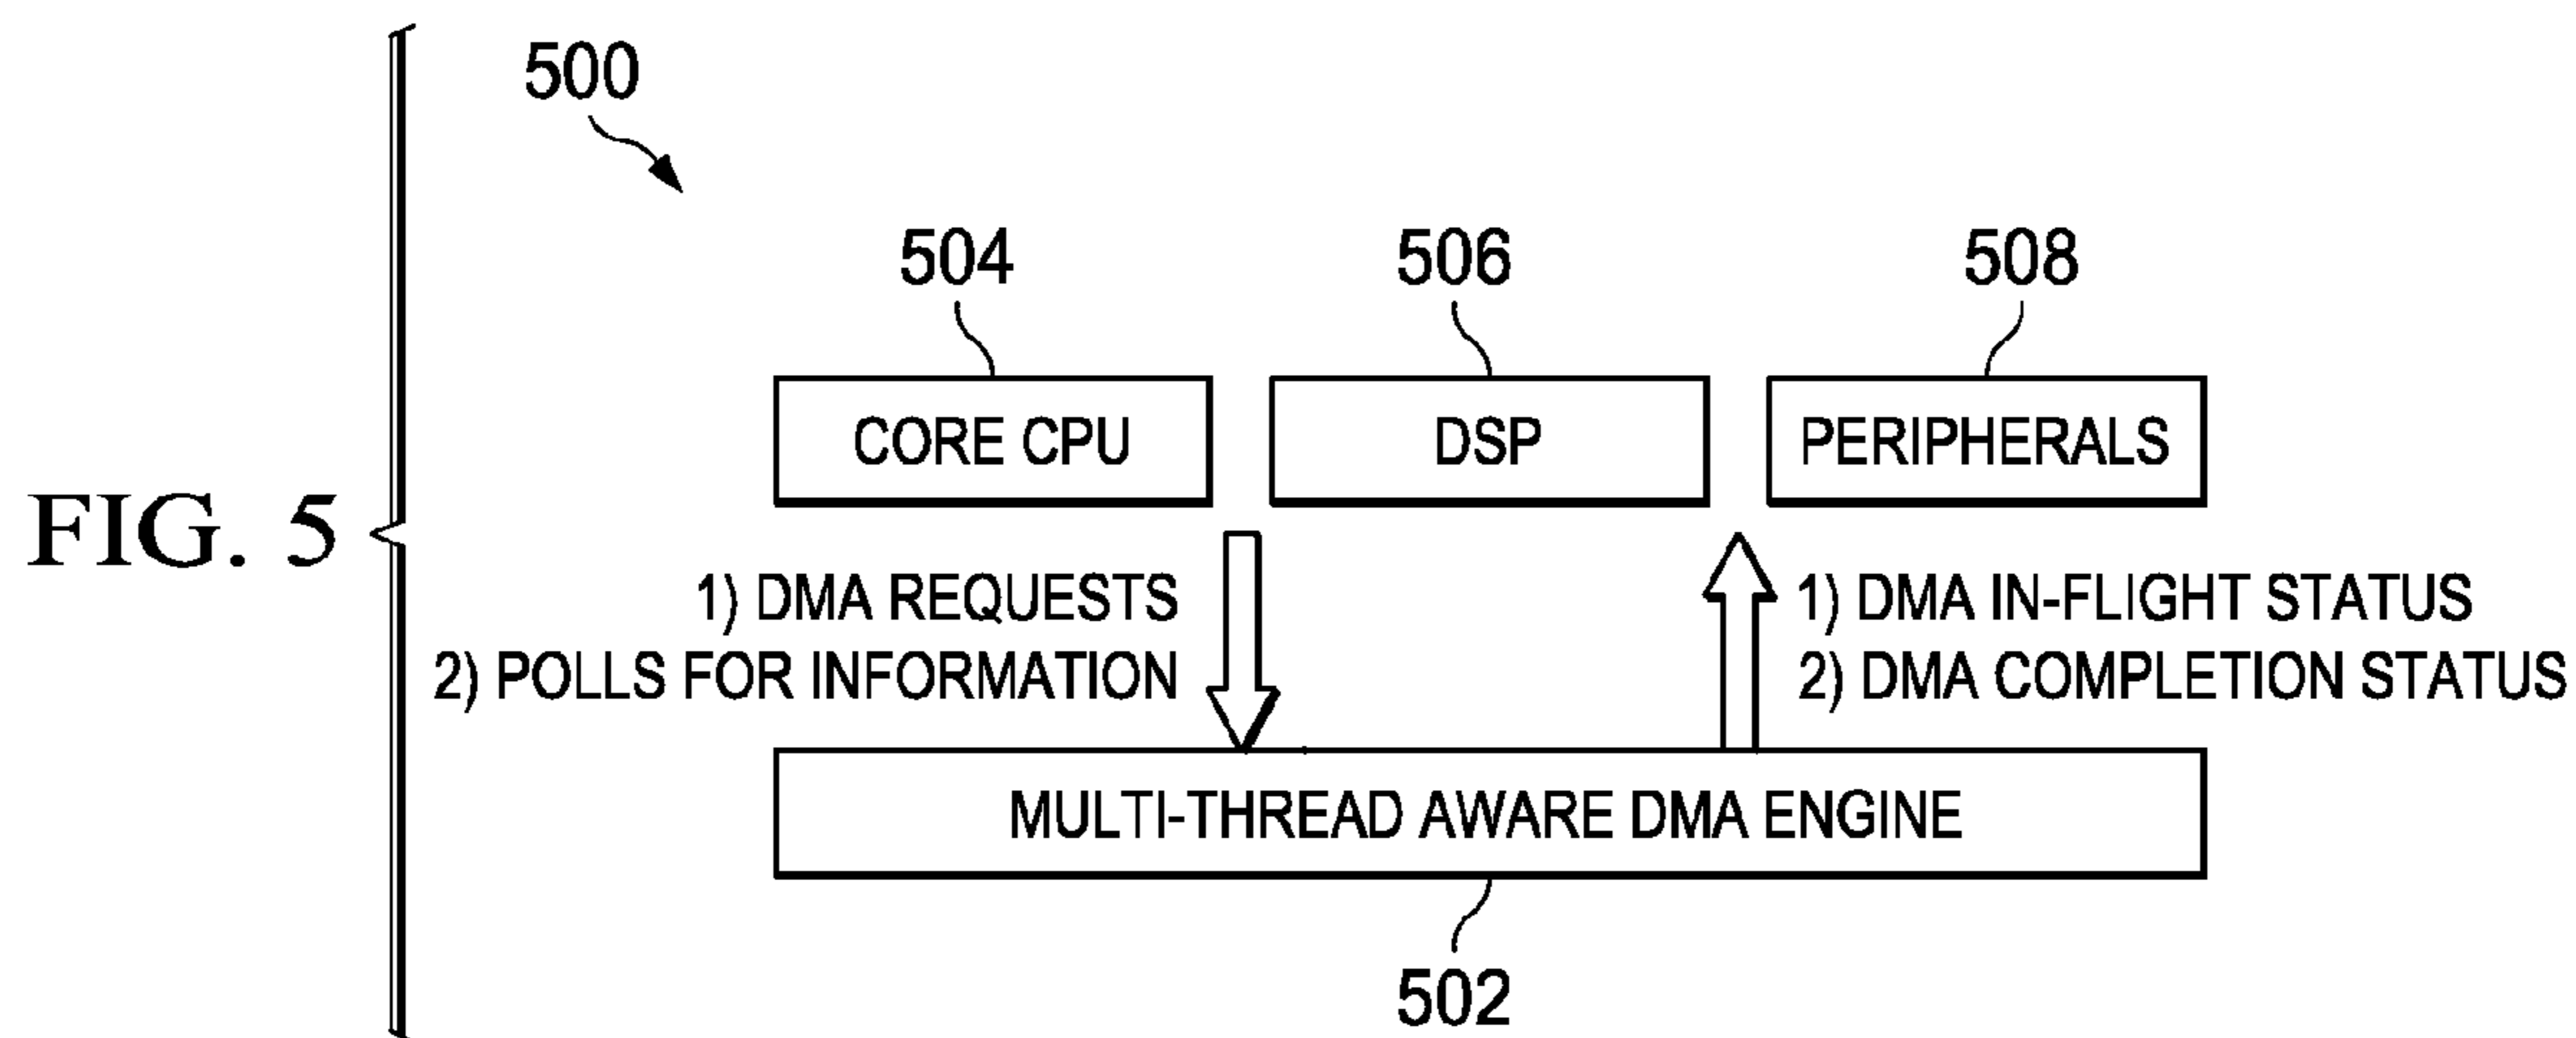 500
504
506
508
CORE CPU
DSP
PERIPHERALS
FIG. 5
1) DMA REQUESTS
2) POLLS FOR INFORMATION
1) DMA IN-FLIGHT STATUS
2) DMA COMPLETION STATUS
MULTI-THREAD AWARE DMA ENGINE
502